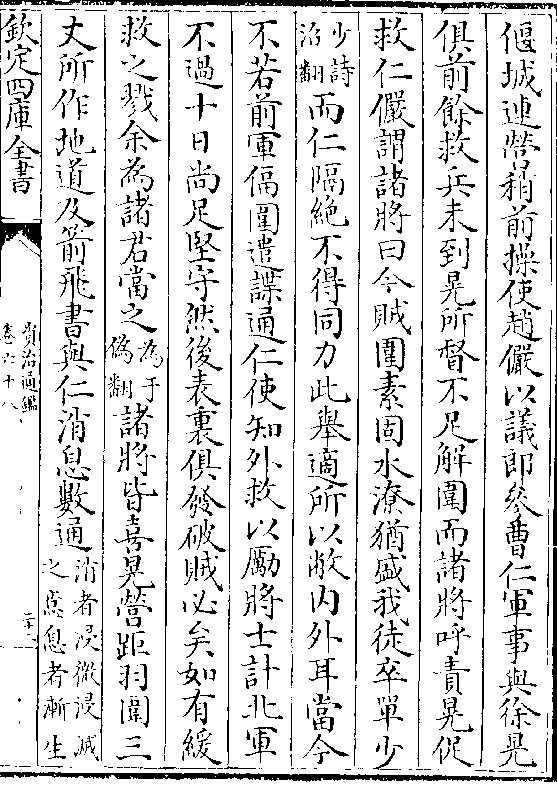 偃城連營稍前操使趙儼以議郎參曹仁軍事與徐晃
俱前餘救兵未到晃所督不足解圍而諸將呼責晃促
救仁儼謂諸將曰今賊圍素固水潦猶盛我徒卒單少
少詩
沼翻
而仁隔絶不得同力此舉適所以敝内外耳當今
不若前軍偪圍遣諜通仁使知外救以勵將士計北軍
不過十日尚足堅守然後表裏俱發破賊必矣如有緩
救之戮余為諸君當之
為于
偽翻
諸將皆喜晃營距羽圍三
丈所作地道及箭飛書與仁消息數通
消者浸微浸滅
之意息者漸生
欽定四庫全書
資治通鑑
卷六十八